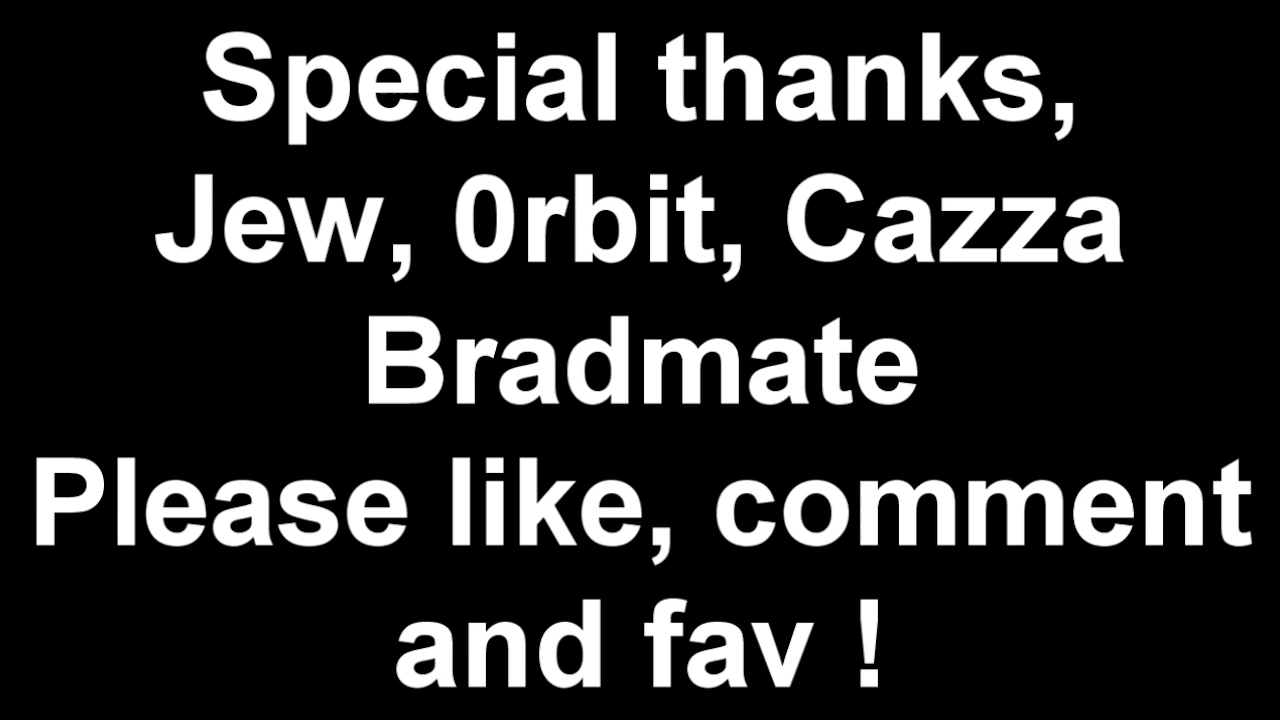 Special thanks,
Jew, 0rbit, Cazza
Bradmate
Please like, comment
and fav !